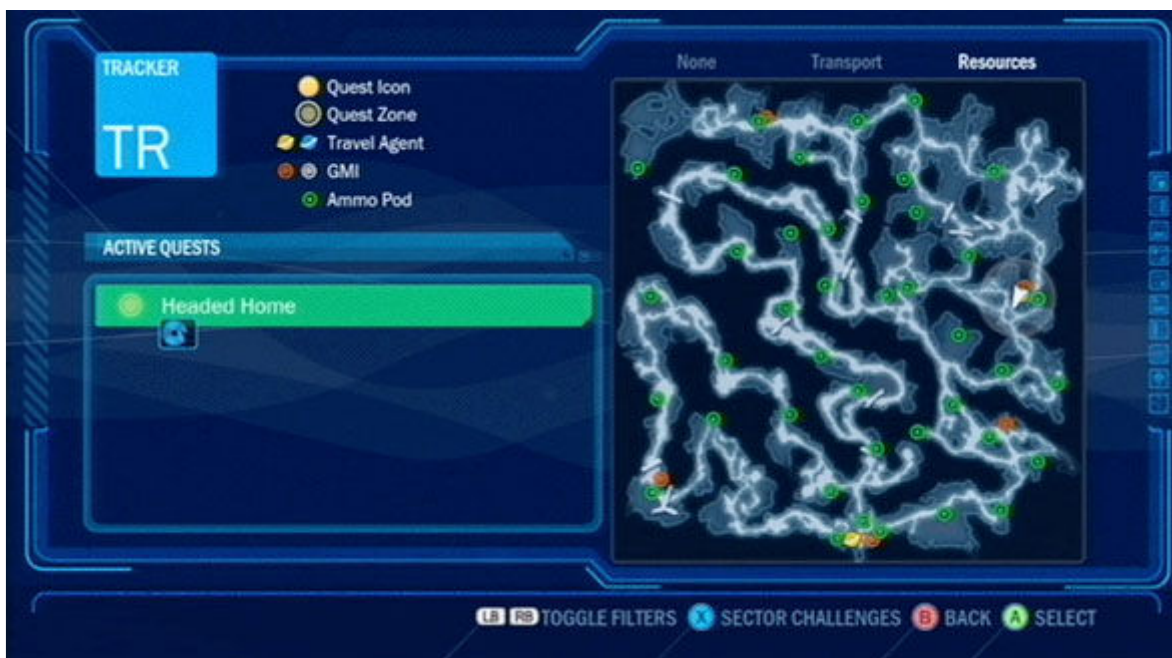 TRACKER
TR
Quest Icon
Quest Zone
Travel Agent
GMI
Ammo Pod
None Transport Resources
ACTIVE QUESTS
Headed Home
LB RB TOGGLE FILTERS X SECTOR CHALLENGES B BACK A SELECT